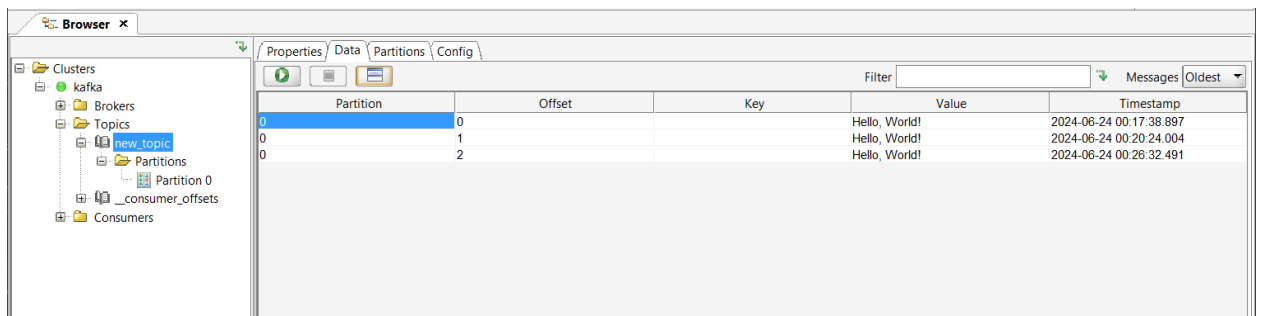 Browser ×
Properties Data Partitions Config
Clusters
kafka
Brokers
Topics
new_topic
Partitions
Partition 0
__consumer_offsets
Consumers
Filter Messages Oldest
Partition Offset Key Value Timestamp
0 0 Hello, World! 2024-06-24 00:17:38.897
0 1 Hello, World! 2024-06-24 00:20:24.004
0 2 Hello, World! 2024-06-24 00:26:32.491